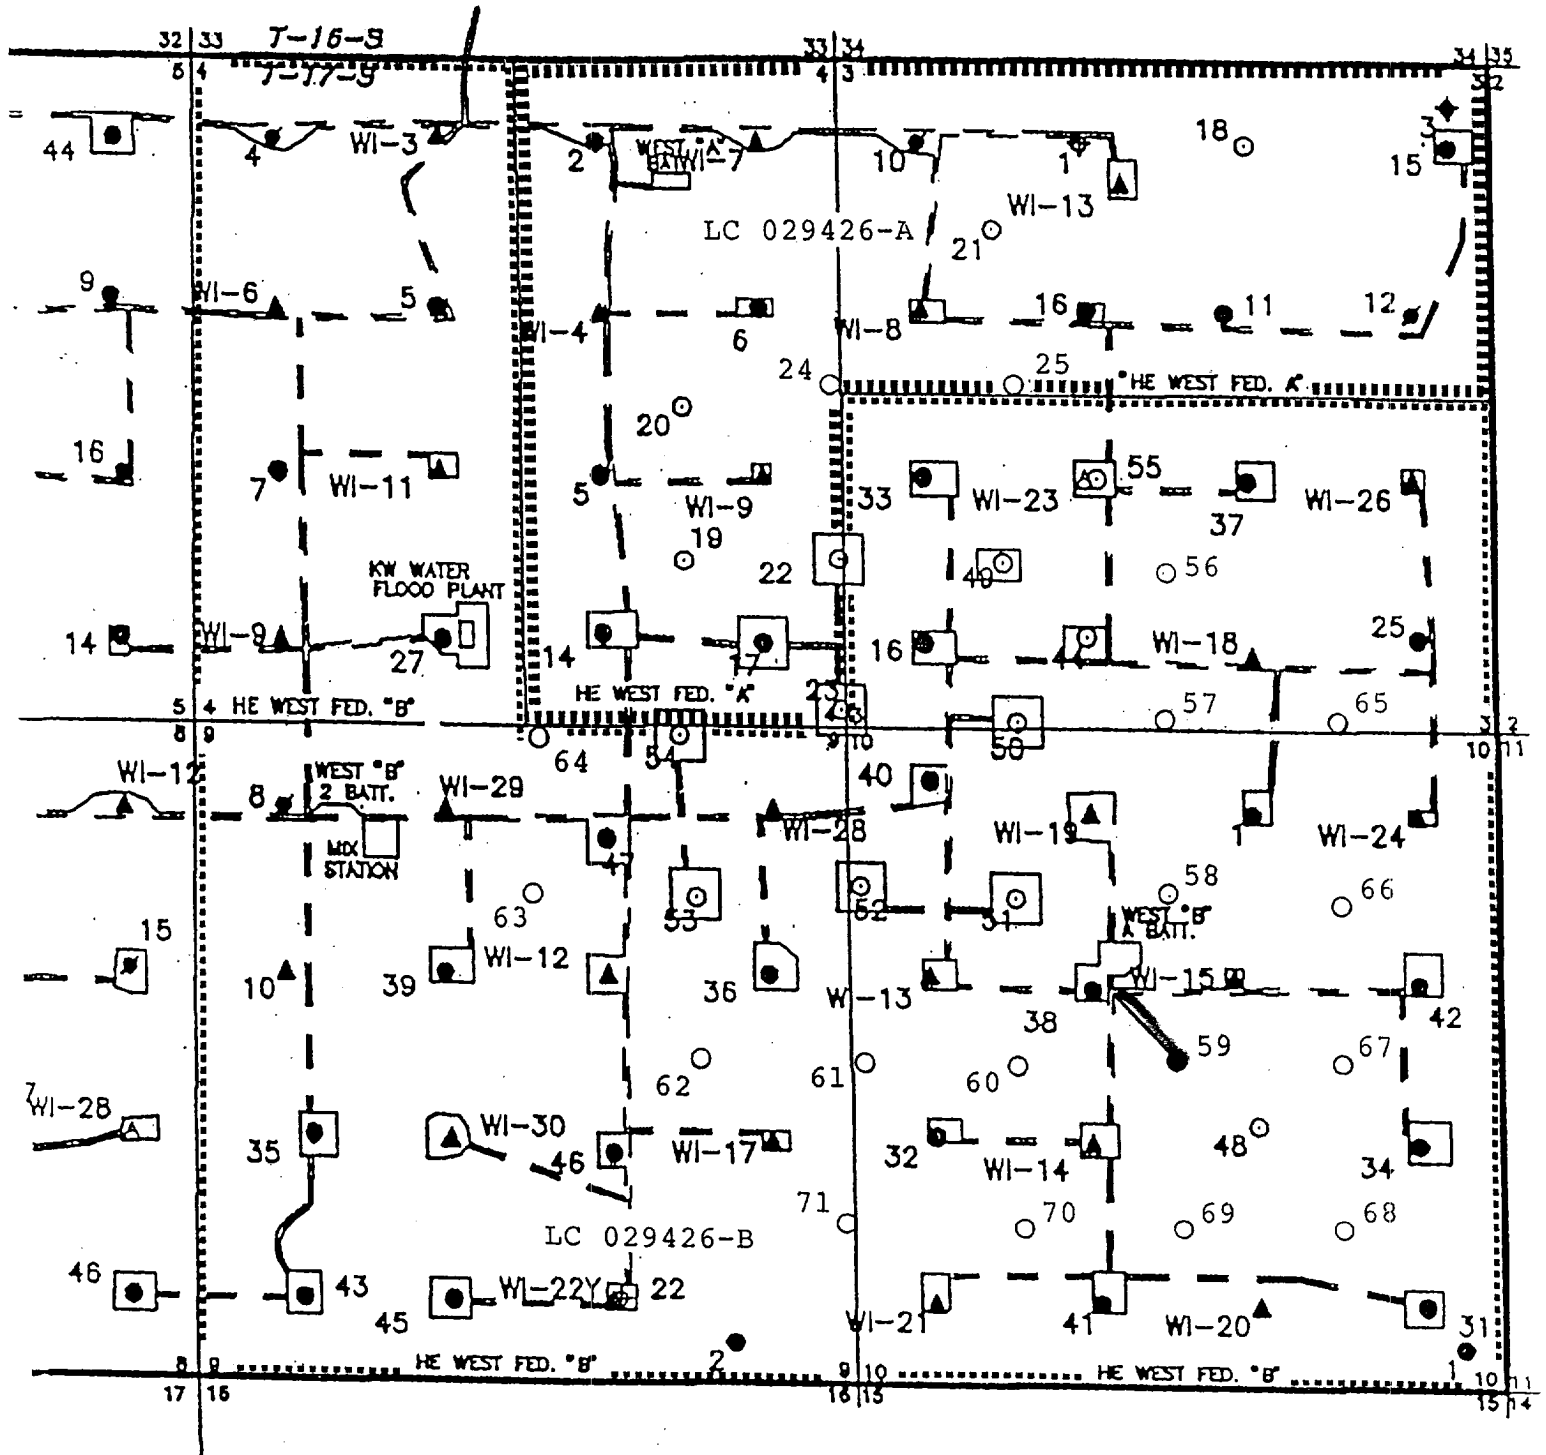 32 33 T-16-S 33 34 34 35
5 4 T-17-S 4 3 3 2
44 4 WI-3 2 WEST "A" BATT. WI-7 10 1 18 3 15
WI-13
LC 029426-A 21
9 WI-6 5 WI-4 6 WI-8 16 11 12
24 25 "HE WEST FED. A"
20
16 7 WI-11 5 WI-9 33 WI-23 55 37 WI-26
19 22 49 56
KW WATER
FLOOD PLANT
14 WI-9 27 14 17 16 44 WI-18 25
5 4 HE WEST FED. "B" HE WEST FED. "A" 23 4 3 57 65 3 2
8 9 64 54 9 10 50 10 11
WI-12 8 WEST "B"
2 BATT. WI-29 47 WI-28 40 WI-19 1 WI-24
MIX
STATION
63 53 52 51 58 66
WEST "B"
A BATT.
15 10 39 WI-12 36 WI-13 38 WI-15 42
62 61 60 59 67
7
WI-28 35 WI-30 46 WI-17 32 WI-14 48 34
71 70 69 68
LC 029426-B
46 43 45 WI-22Y 22 WI-21 41 WI-20 31
2 1
8 9 HE WEST FED. "B" 9 10 HE WEST FED. "B" 10 11
17 16 16 15 15 14